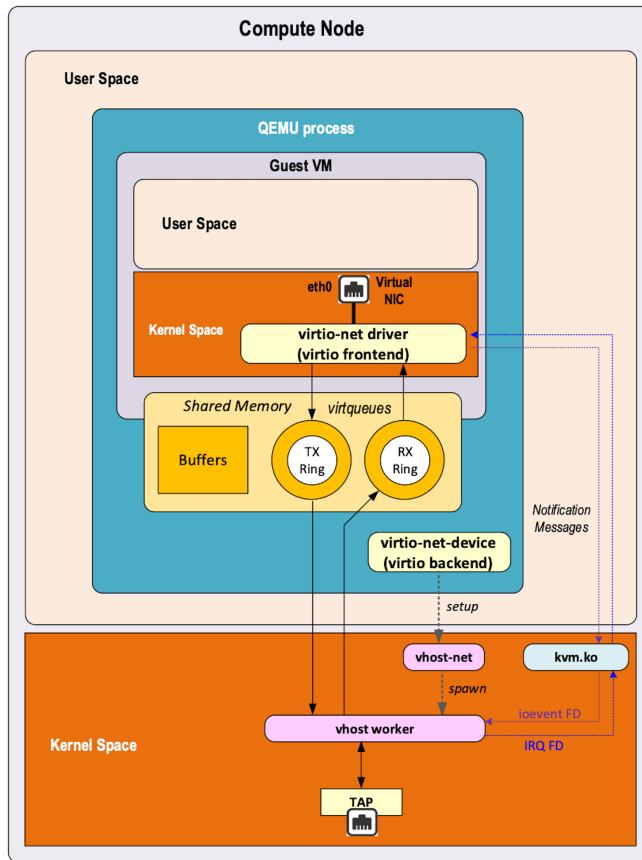 Compute Node
User Space
QEMU process
Guest VM
User Space
eth0
Virtual
NIC
Kernel Space
virtio-net driver
(virtio frontend)
Shared Memory
virtqueues
Buffers
TX
Ring
RX
Ring
Notification
Messages
virtio-net-device
(virtio backend)
setup
vhost-net
kvm.ko
spawn
ioevent FD
vhost worker
IRQ FD
Kernel Space
TAP